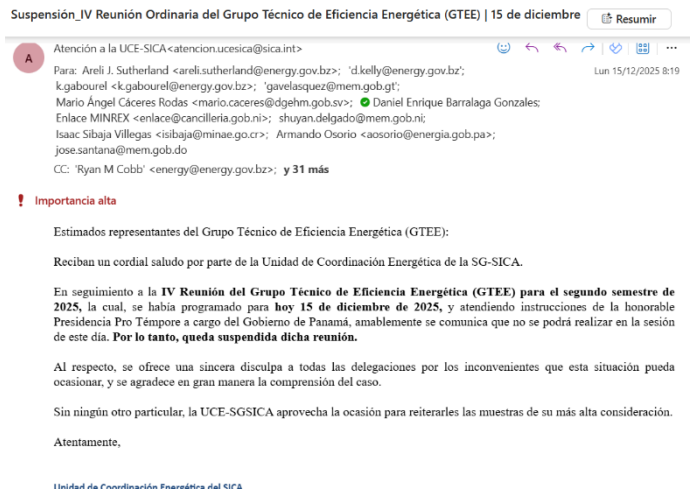 Suspensión_IV Reunión Ordinaria del Grupo Técnico de Eficiencia Energética (GTEE) | 15 de diciembre
Resumir
A
Atención a la UCE-SICA<atencion.ucesica@sica.int>
Para: Areli J. Sutherland <areli.sutherland@energy.gov.bz>; 'd.kelly@energy.gov.bz';
Lun 15/12/2025 8:19
k.gabourel <k.gabourel@energy.gov.bz>; 'gavelasquez@mem.gob.gt';
Mario Ángel Cáceres Rodas <mario.caceres@dgehm.gob.sv>; Daniel Enrique Barralaga Gonzales;
Enlace MINREX <enlace@cancilleria.gob.ni>; shuyan.delgado@mem.gob.ni;
Isaac Sibaja Villegas <isibaja@minae.go.cr>; Armando Osorio <aosorio@energia.gob.pa>;
jose.santana@mem.gob.do
CC: 'Ryan M Cobb' <energy@energy.gov.bz>; y 31 más
Importancia alta
Estimados representantes del Grupo Técnico de Eficiencia Energética (GTEE):
Reciban un cordial saludo por parte de la Unidad de Coordinación Energética de la SG-SICA.
En seguimiento a la IV Reunión del Grupo Técnico de Eficiencia Energética (GTEE) para el segundo semestre de
2025, la cual, se había programado para hoy 15 de diciembre de 2025, y atendiendo instrucciones de la honorable
Presidencia Pro Témpore a cargo del Gobierno de Panamá, amablemente se comunica que no se podrá realizar en la sesión
de este día. Por lo tanto, queda suspendida dicha reunión.
Al respecto, se ofrece una sincera disculpa a todas las delegaciones por los inconvenientes que esta situación pueda
ocasionar, y se agradece en gran manera la comprensión del caso.
Sin ningún otro particular, la UCE-SGSICA aprovecha la ocasión para reiterarles las muestras de su más alta consideración.
Atentamente,
Unidad de Coordinación Energética del SICA